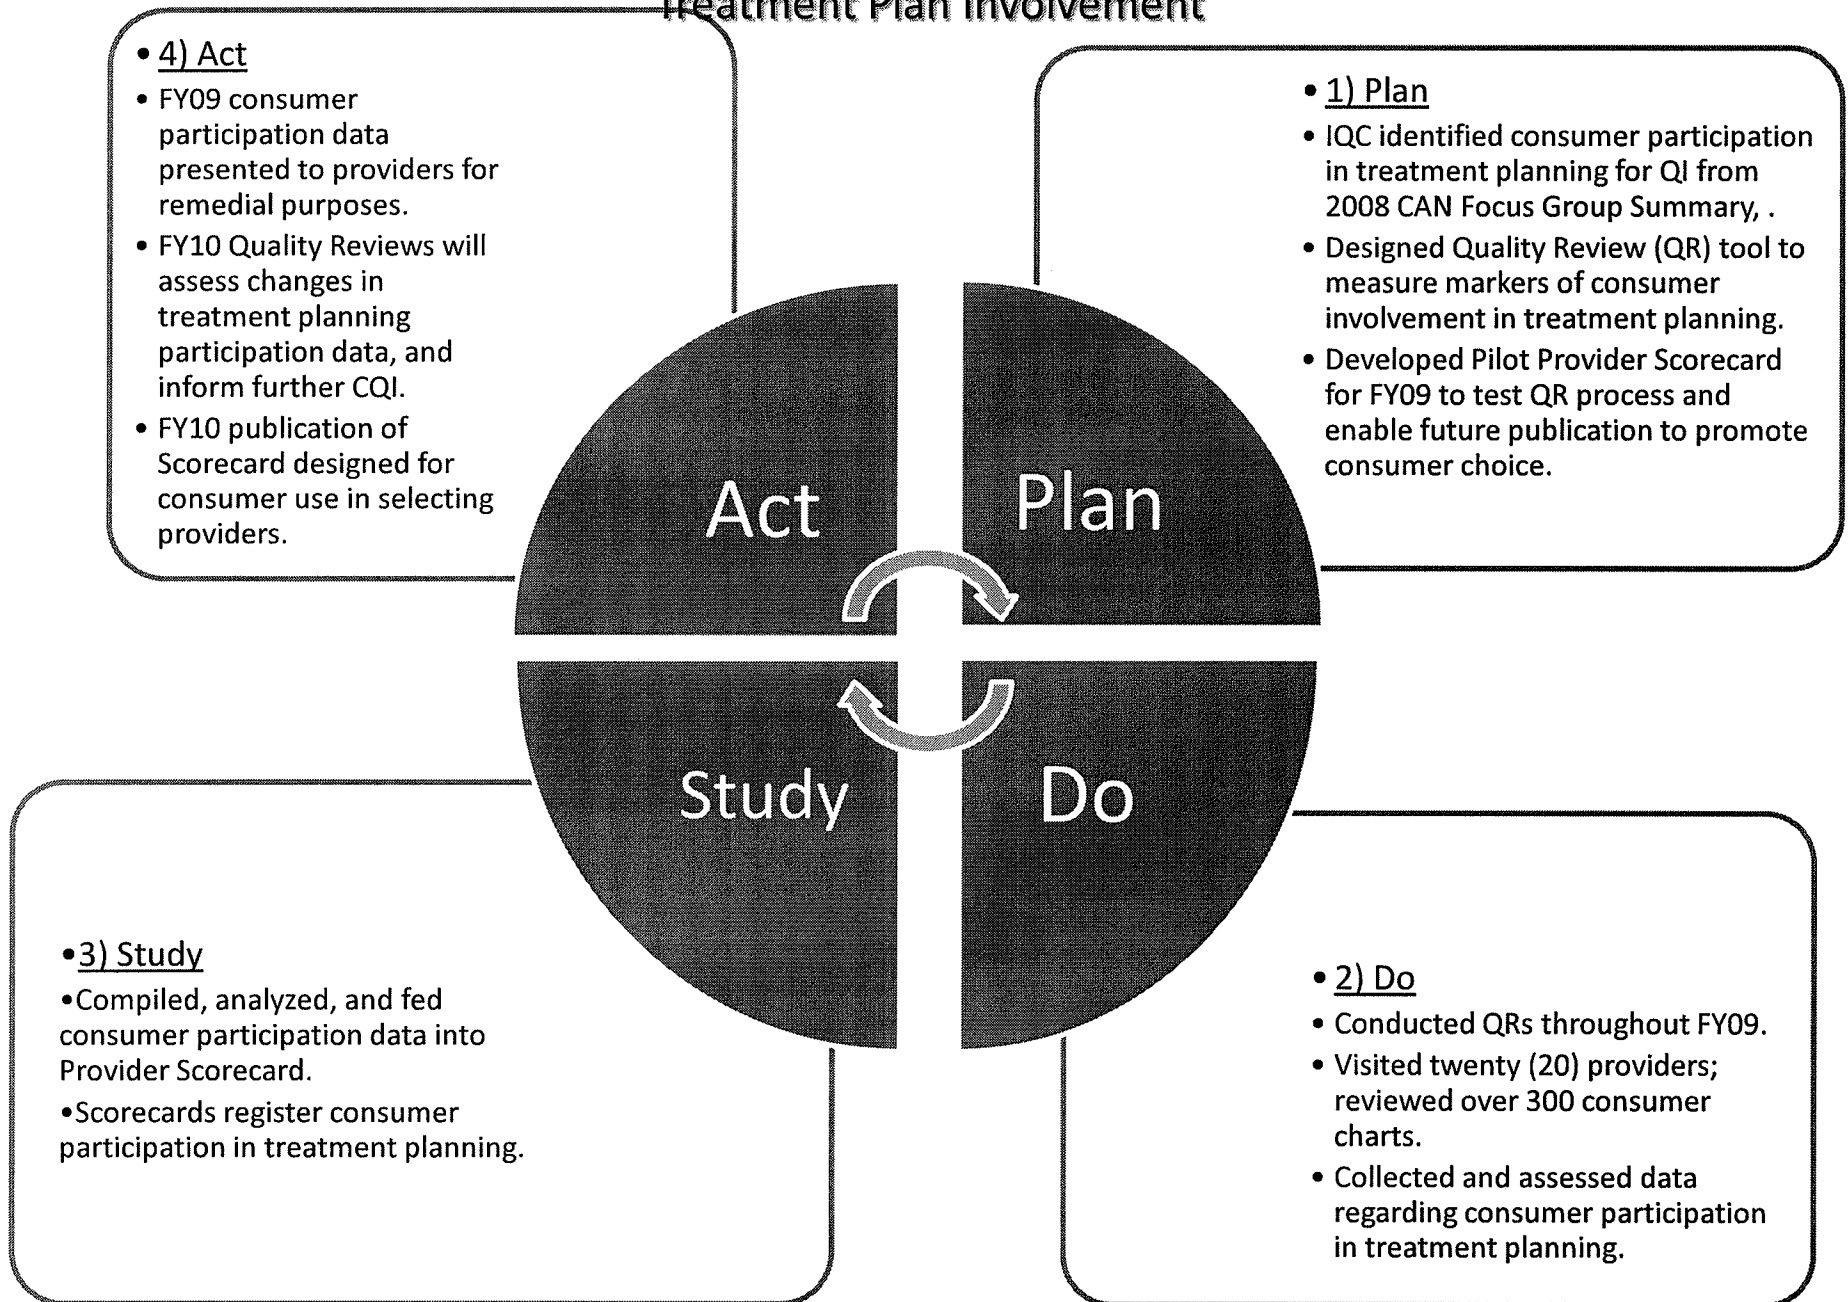 Treatment Plan Involvement
• 4) Act
• FY09 consumer
participation data
presented to providers for
remedial purposes.
• FY10 Quality Reviews will
assess changes in
treatment planning
participation data, and
inform further CQI.
• FY10 publication of
Scorecard designed for
consumer use in selecting
providers.
• 1) Plan
• IQC identified consumer participation
in treatment planning for QI from
2008 CAN Focus Group Summary, .
• Designed Quality Review (QR) tool to
measure markers of consumer
involvement in treatment planning.
• Developed Pilot Provider Scorecard
for FY09 to test QR process and
enable future publication to promote
consumer choice.
Act
Plan
Study
Do
•3) Study
•Compiled, analyzed, and fed
consumer participation data into
Provider Scorecard.
•Scorecards register consumer
participation in treatment planning.
• 2) Do
• Conducted QRs throughout FY09.
• Visited twenty (20) providers;
reviewed over 300 consumer
charts.
• Collected and assessed data
regarding consumer participation
in treatment planning.